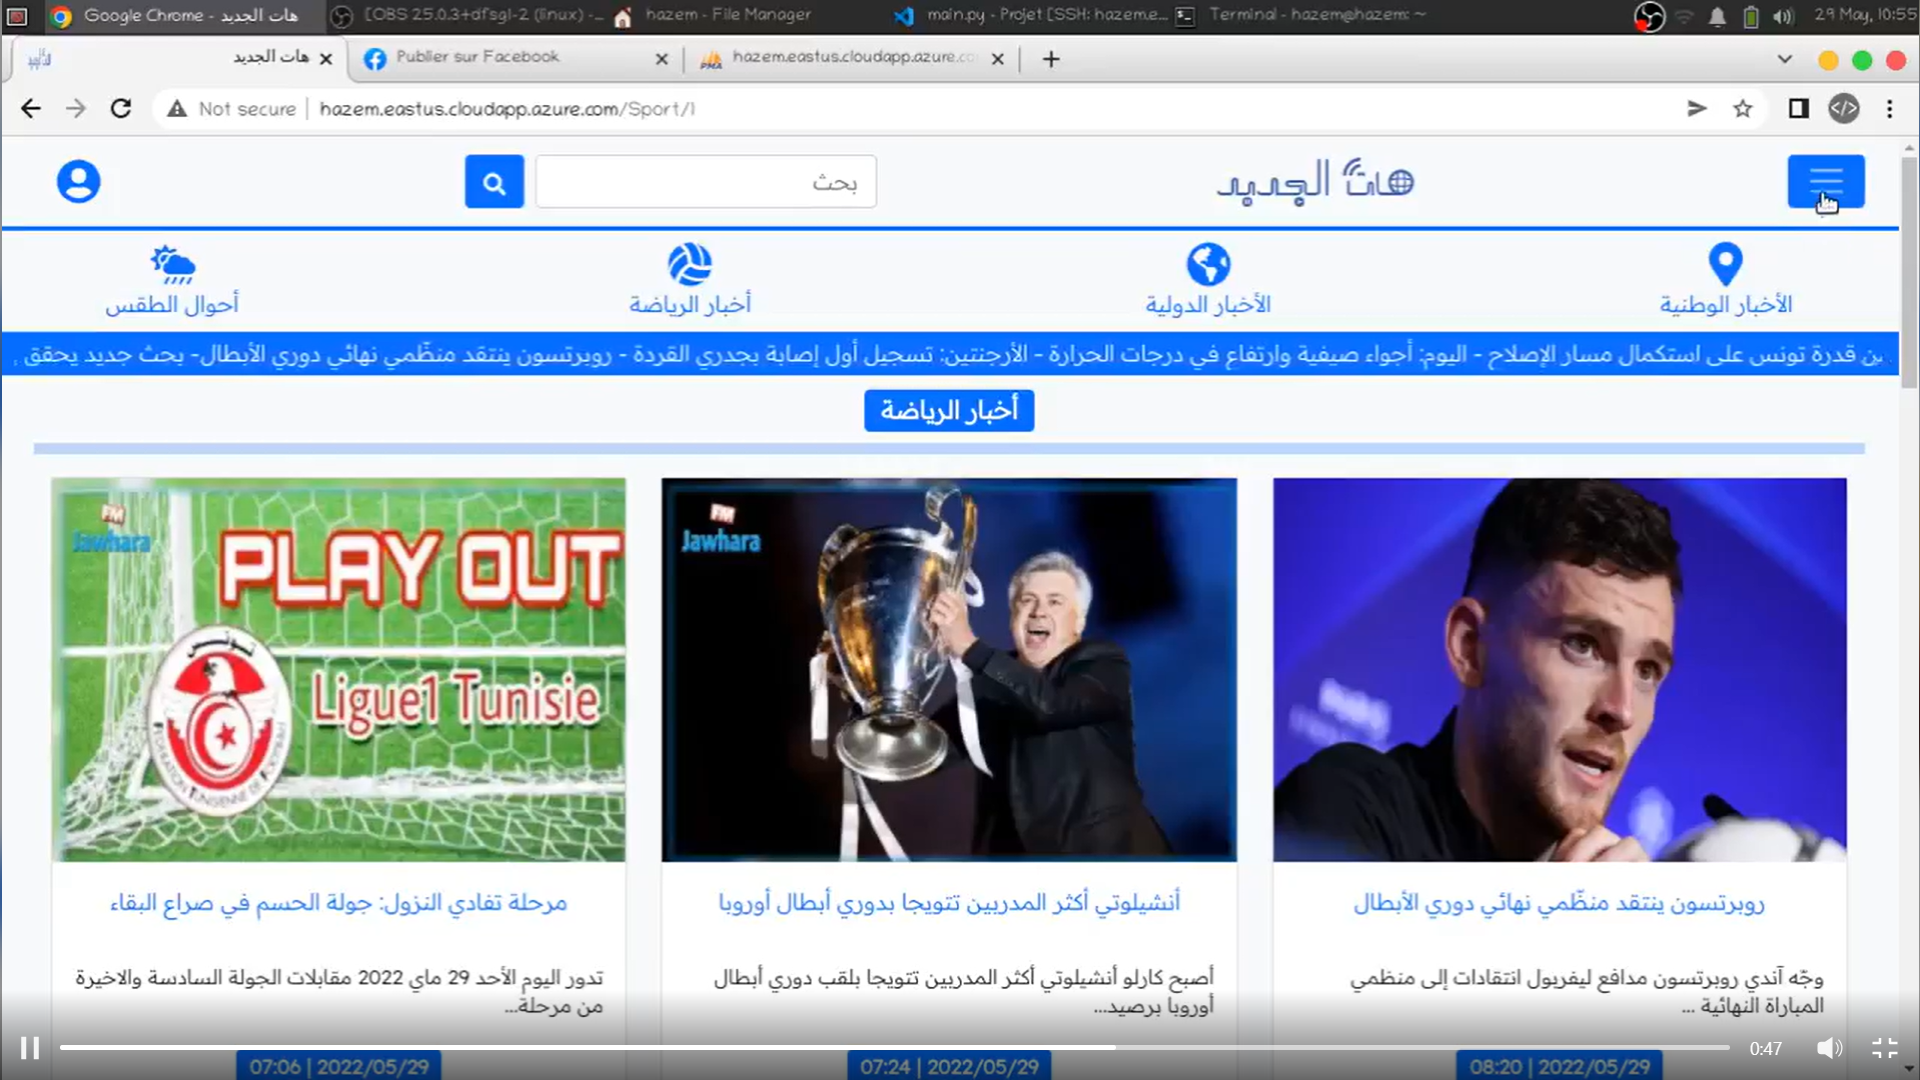 Google Chrome - هات الجديد
[OBS 25.0.3+dfsg1-2 (linux) -...
hazem - File Manager
main.py - Projet [SSH: hazem.e...
Terminal - hazem@hazem: ~
29 May, 10:55
هات الجديد
Publier sur Facebook
hazem.eastus.cloudapp.azure.co
Not secure
hazem.eastus.cloudapp.azure.com/Sport/1
هات الجديد
بحث
الأخبار الوطنية
الأخبار الدولية
أخبار الرياضة
أحوال الطقس
قدرة تونس على استكمال مسار الإصلاح - اليوم: أجواء صيفية وارتفاع في درجات الحرارة - الأرجنتين: تسجيل أول إصابة بجدري القردة - روبرتسون ينتقد منظّمي نهائي دوري الأبطال- بحث جديد يحقق
أخبار الرياضة
روبرتسون ينتقد منظّمي نهائي دوري الأبطال
وجّه آندي روبرتسون مدافع ليفربول انتقادات إلى منظمي
المباراة النهائية ...
08:20 | 2022/05/29
FM
Jawhara
أنشيلوتي أكثر المدربين تتويجا بدوري أبطال أوروبا
أصبح كارلو أنشيلوتي أكثر المدربين تتويجا بلقب دوري أبطال
أوروبا برصيد...
07:24 | 2022/05/29
FM
Jawhara
PLAY OUT
Ligue1 Tunisie
تونس
مرحلة تفادي النزول: جولة الحسم في صراع البقاء
تدور اليوم الأحد 29 ماي 2022 مقابلات الجولة السادسة والاخيرة
من مرحلة...
07:06 | 2022/05/29
0:47